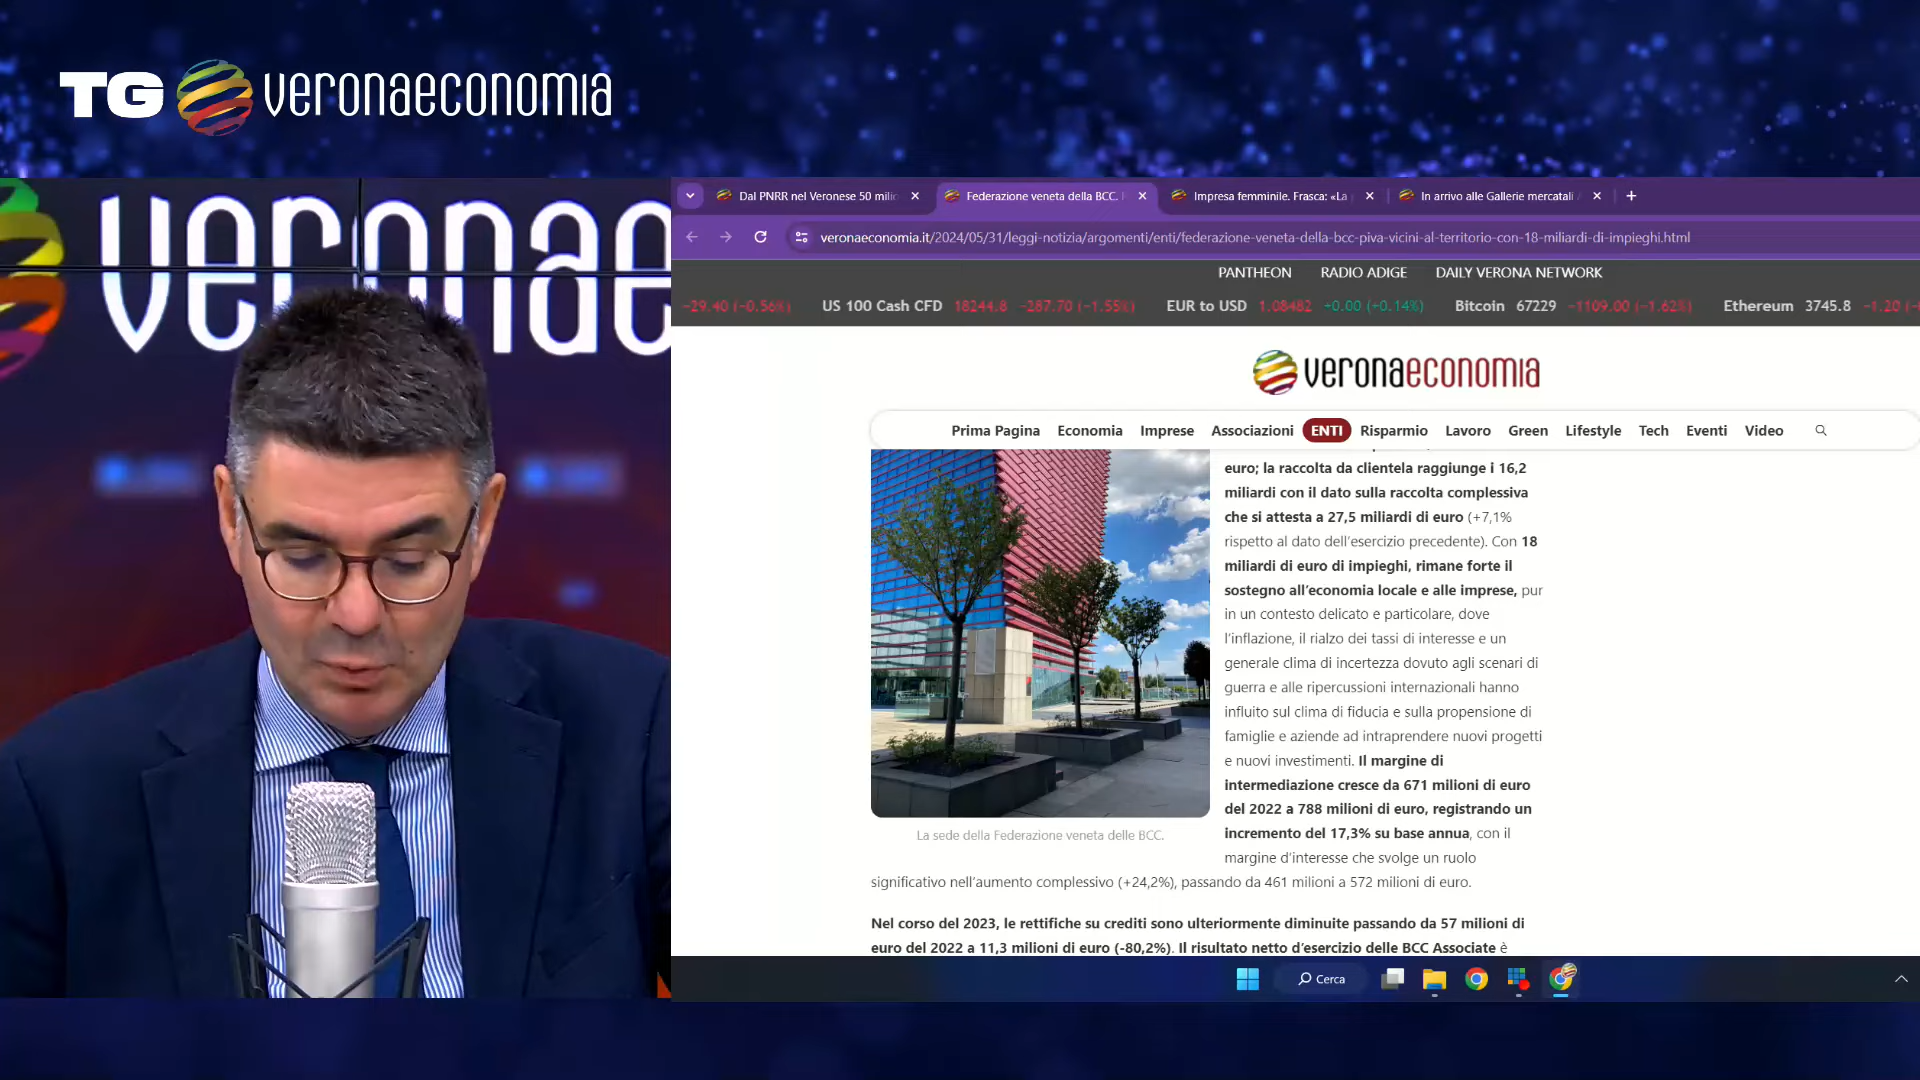 TG veronaeconomia
veronae
Dal PNRR nel Veronese 50 milio
Federazione veneta della BCC.
Impresa femminile. Frasca: «La
In arrivo alle Gallerie mercatali
veronaeconomia.it/2024/05/31/leggi-notizia/argomenti/enti/federazione-veneta-della-bcc-piva-vicini-al-territorio-con-18-miliardi-di-impieghi.html
PANTHEON RADIO ADIGE DAILY VERONA NETWORK
−29.40 (−0.56%) US 100 Cash CFD 18244.8 −287.70 (−1.55%) EUR to USD 1.08482 +0.00 (+0.14%) Bitcoin 67229 −1109.00 (−1.62%) Ethereum 3745.8 −1.20
veronaeconomia
Prima Pagina Economia Imprese Associazioni ENTI Risparmio Lavoro Green Lifestyle Tech Eventi Video
euro; la raccolta da clientela raggiunge i 16,2
miliardi con il dato sulla raccolta complessiva
che si attesta a 27,5 miliardi di euro (+7,1%
rispetto al dato dell’esercizio precedente). Con 18
miliardi di euro di impieghi, rimane forte il
sostegno all’economia locale e alle imprese, pur
in un contesto delicato e particolare, dove
l’inflazione, il rialzo dei tassi di interesse e un
generale clima di incertezza dovuto agli scenari di
guerra e alle ripercussioni internazionali hanno
influito sul clima di fiducia e sulla propensione di
famiglie e aziende ad intraprendere nuovi progetti
e nuovi investimenti. Il margine di
intermediazione cresce da 671 milioni di euro
del 2022 a 788 milioni di euro, registrando un
incremento del 17,3% su base annua, con il
margine d’interesse che svolge un ruolo
La sede della Federazione veneta delle BCC.
significativo nell’aumento complessivo (+24,2%), passando da 461 milioni a 572 milioni di euro.
Nel corso del 2023, le rettifiche su crediti sono ulteriormente diminuite passando da 57 milioni di
euro del 2022 a 11,3 milioni di euro (-80,2%). Il risultato netto d’esercizio delle BCC Associate è
Cerca